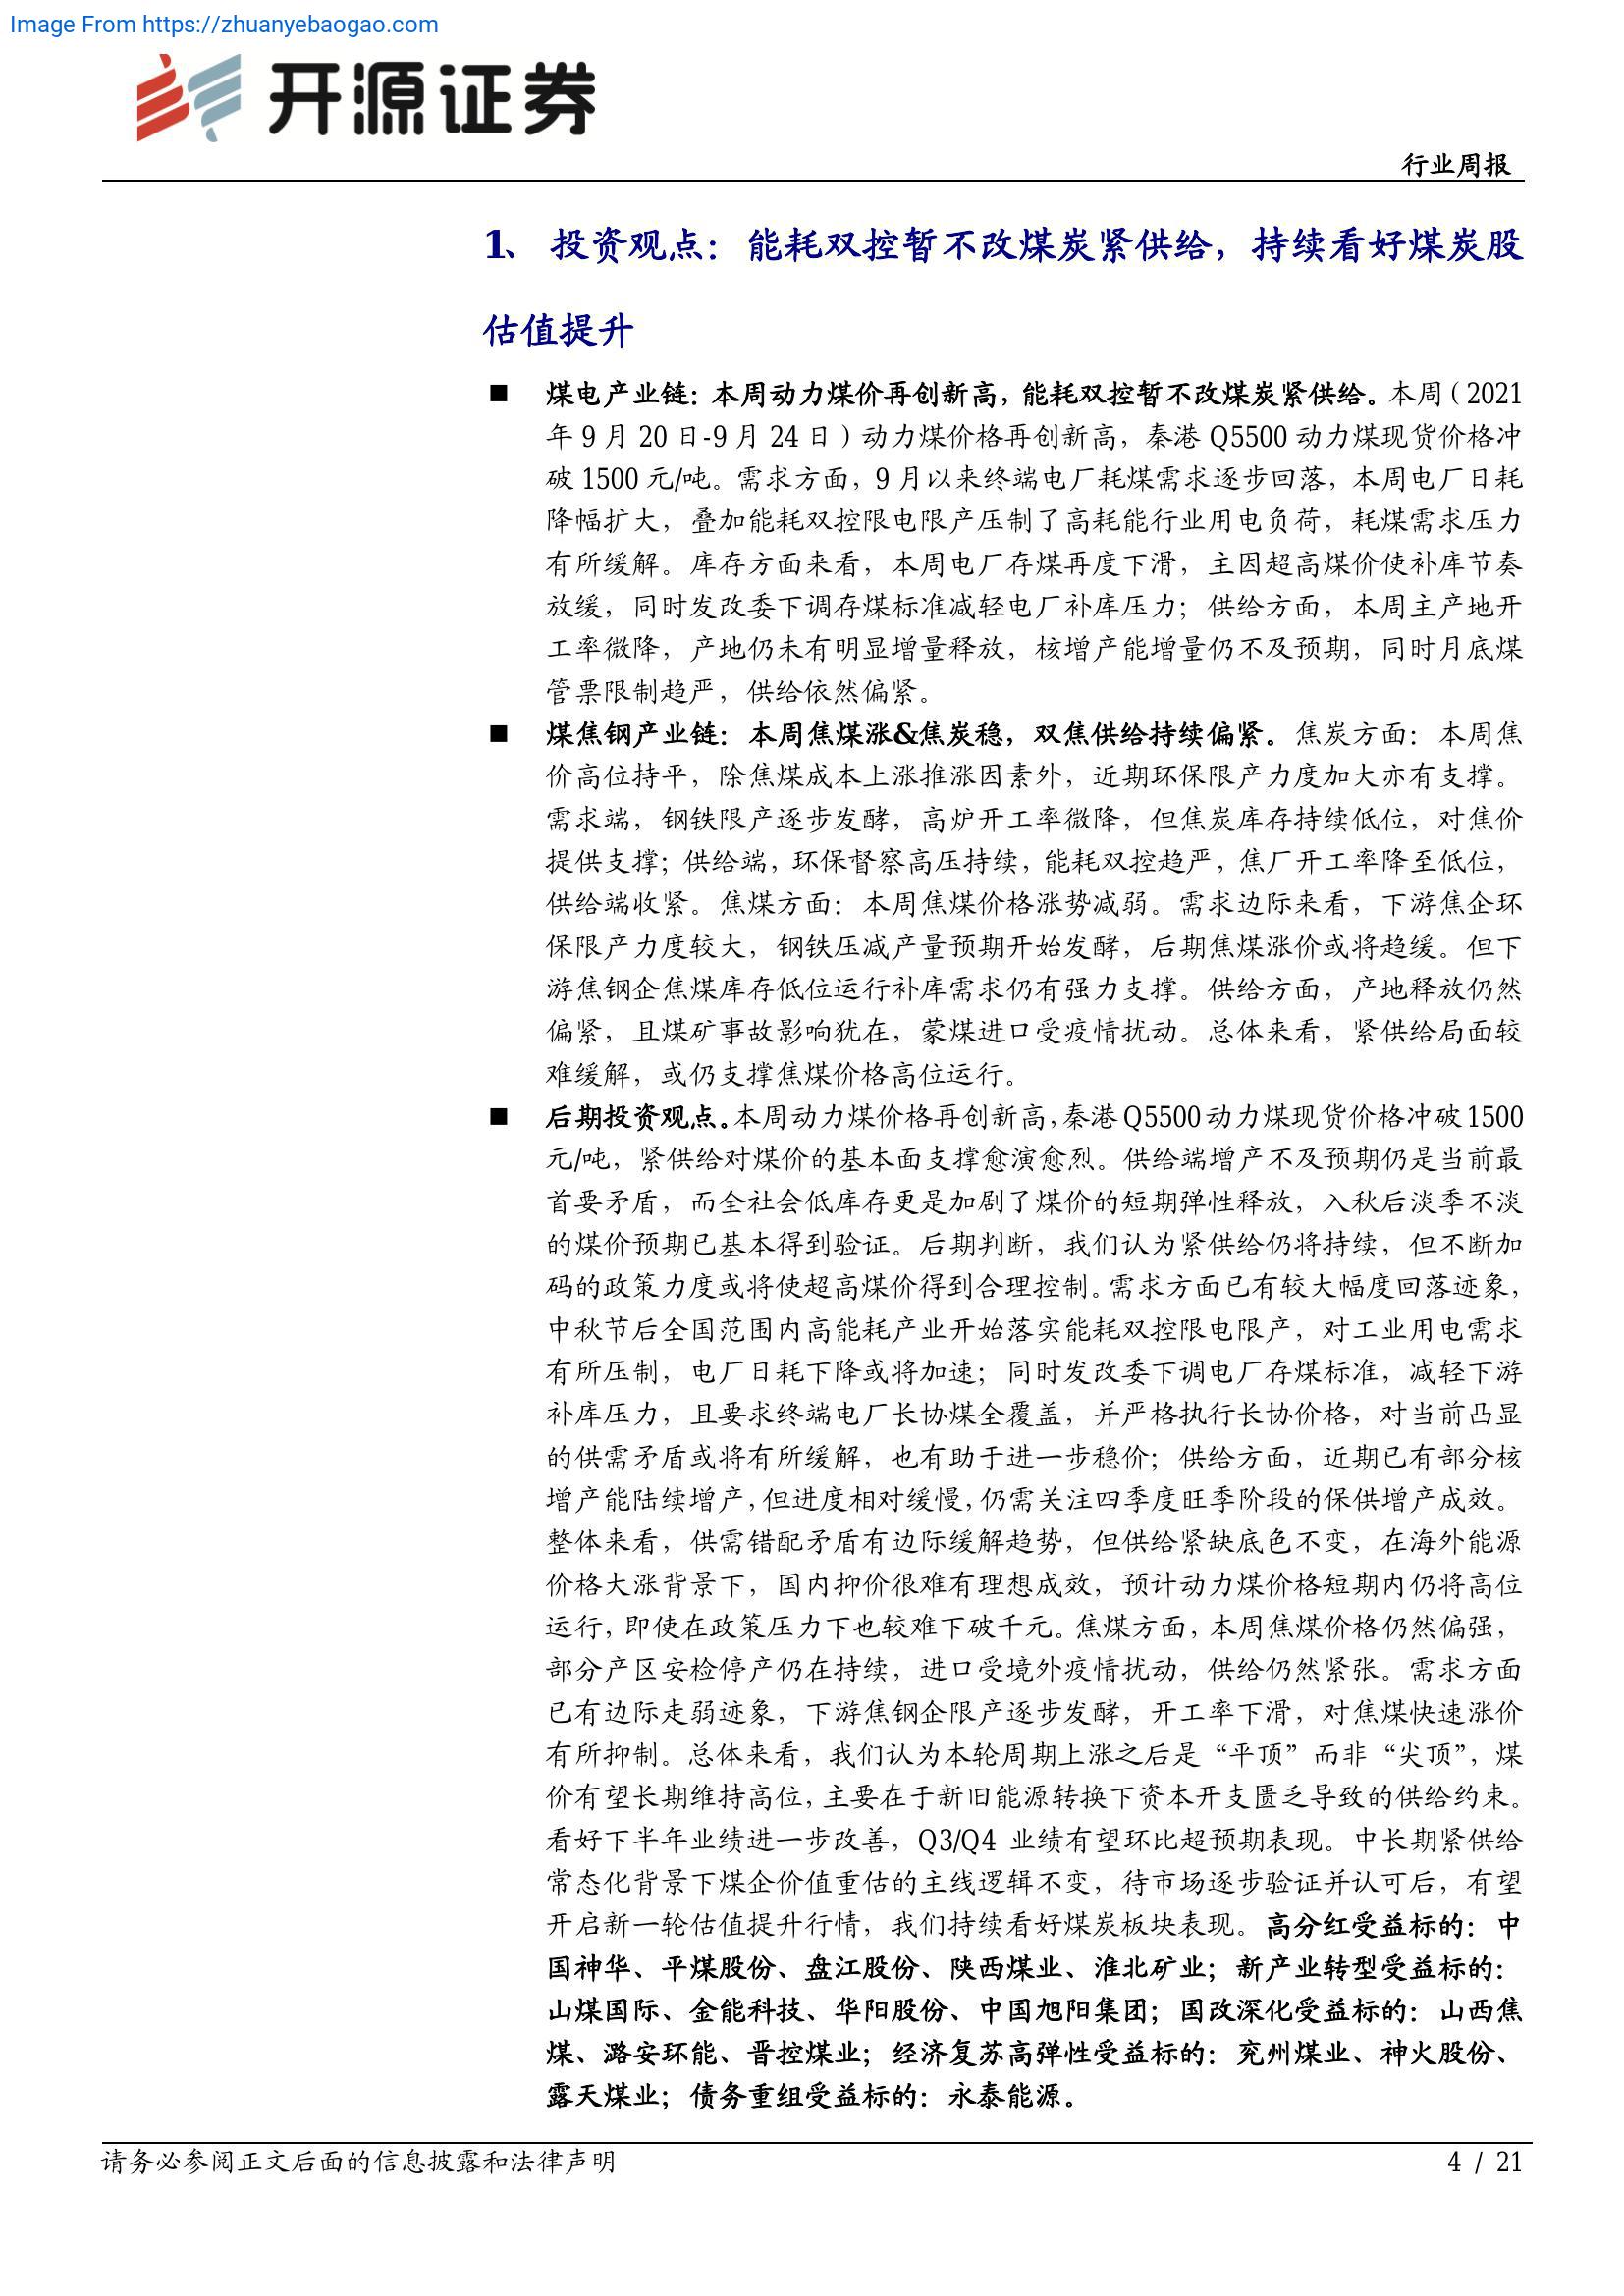 Image From https://zhuanyebaogao.com
开源证券
行业周报
1、 投资观点：能耗双控暂不改煤炭紧供给，持续看好煤炭股
估值提升
■ 煤电产业链：本周动力煤价再创新高，能耗双控暂不改煤炭紧供给。本周（2021
年 9 月 20 日-9 月 24 日）动力煤价格再创新高，秦港 Q5500 动力煤现货价格冲
破 1500 元/吨。需求方面，9 月以来终端电厂耗煤需求逐步回落，本周电厂日耗
降幅扩大，叠加能耗双控限电限产压制了高耗能行业用电负荷，耗煤需求压力
有所缓解。库存方面来看，本周电厂存煤再度下滑，主因超高煤价使补库节奏
放缓，同时发改委下调存煤标准减轻电厂补库压力；供给方面，本周主产地开
工率微降，产地仍未有明显增量释放，核增产能增量仍不及预期，同时月底煤
管票限制趋严，供给依然偏紧。
■ 煤焦钢产业链：本周焦煤涨&焦炭稳，双焦供给持续偏紧。焦炭方面：本周焦
价高位持平，除焦煤成本上涨推涨因素外，近期环保限产力度加大亦有支撑。
需求端，钢铁限产逐步发酵，高炉开工率微降，但焦炭库存持续低位，对焦价
提供支撑；供给端，环保督察高压持续，能耗双控趋严，焦厂开工率降至低位，
供给端收紧。焦煤方面：本周焦煤价格涨势减弱。需求边际来看，下游焦企环
保限产力度较大，钢铁压减产量预期开始发酵，后期焦煤涨价或将趋缓。但下
游焦钢企焦煤库存低位运行补库需求仍有强力支撑。供给方面，产地释放仍然
偏紧，且煤矿事故影响犹在，蒙煤进口受疫情扰动。总体来看，紧供给局面较
难缓解，或仍支撑焦煤价格高位运行。
■ 后期投资观点。本周动力煤价格再创新高，秦港 Q5500 动力煤现货价格冲破 1500
元/吨，紧供给对煤价的基本面支撑愈演愈烈。供给端增产不及预期仍是当前最
首要矛盾，而全社会低库存更是加剧了煤价的短期弹性释放，入秋后淡季不淡
的煤价预期已基本得到验证。后期判断，我们认为紧供给仍将持续，但不断加
码的政策力度或将使超高煤价得到合理控制。需求方面已有较大幅度回落迹象，
中秋节后全国范围内高能耗产业开始落实能耗双控限电限产，对工业用电需求
有所压制，电厂日耗下降或将加速；同时发改委下调电厂存煤标准，减轻下游
补库压力，且要求终端电厂长协煤全覆盖，并严格执行长协价格，对当前凸显
的供需矛盾或将有所缓解，也有助于进一步稳价；供给方面，近期已有部分核
增产能陆续增产，但进度相对缓慢，仍需关注四季度旺季阶段的保供增产成效。
整体来看，供需错配矛盾有边际缓解趋势，但供给紧缺底色不变，在海外能源
价格大涨背景下，国内抑价很难有理想成效，预计动力煤价格短期内仍将高位
运行，即使在政策压力下也较难下破千元。焦煤方面，本周焦煤价格仍然偏强，
部分产区安检停产仍在持续，进口受境外疫情扰动，供给仍然紧张。需求方面
已有边际走弱迹象，下游焦钢企限产逐步发酵，开工率下滑，对焦煤快速涨价
有所抑制。总体来看，我们认为本轮周期上涨之后是“平顶”而非“尖顶”，煤
价有望长期维持高位，主要在于新旧能源转换下资本开支匮乏导致的供给约束。
看好下半年业绩进一步改善，Q3/Q4 业绩有望环比超预期表现。中长期紧供给
常态化背景下煤企价值重估的主线逻辑不变，待市场逐步验证并认可后，有望
开启新一轮估值提升行情，我们持续看好煤炭板块表现。高分红受益标的：中
国神华、平煤股份、盘江股份、陕西煤业、淮北矿业；新产业转型受益标的：
山煤国际、金能科技、华阳股份、中国旭阳集团；国改深化受益标的：山西焦
煤、潞安环能、晋控煤业；经济复苏高弹性受益标的：兖州煤业、神火股份、
露天煤业；债务重组受益标的：永泰能源。
请务必参阅正文后面的信息披露和法律声明
4 / 21